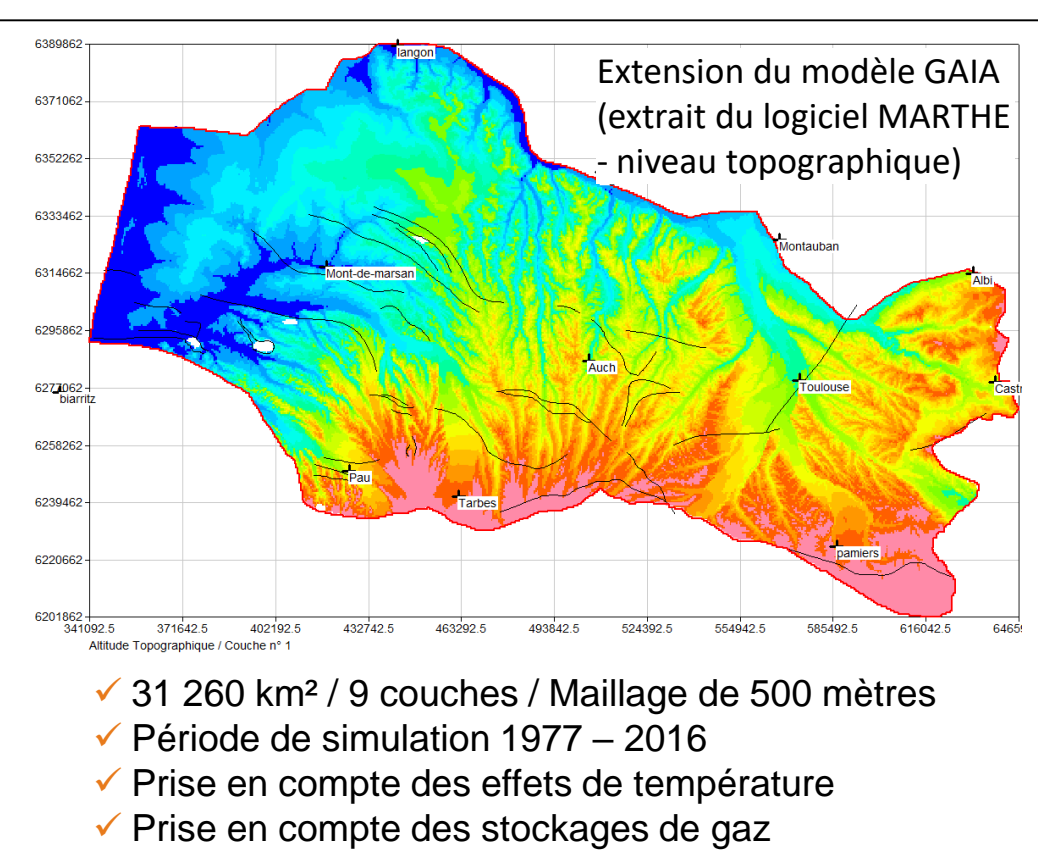 Extension du modèle GAIA
(extrait du logiciel MARTHE
- niveau topographique)
6389862
6371062
6352262
6333462
6314662
6295862
6277062
6258262
6239462
6220662
6201862
langon
Montauban
Mont-de-marsan
Albi
Auch
Toulouse
Castr
biarritz
Pau
Tarbes
pamiers
341092.5 371642.5 402192.5 432742.5 463292.5 493842.5 524392.5 554942.5 585492.5 616042.5 64659
Altitude Topographique / Couche n° 1
✓ 31 260 km² / 9 couches / Maillage de 500 mètres
✓ Période de simulation 1977 – 2016
✓ Prise en compte des effets de température
✓ Prise en compte des stockages de gaz